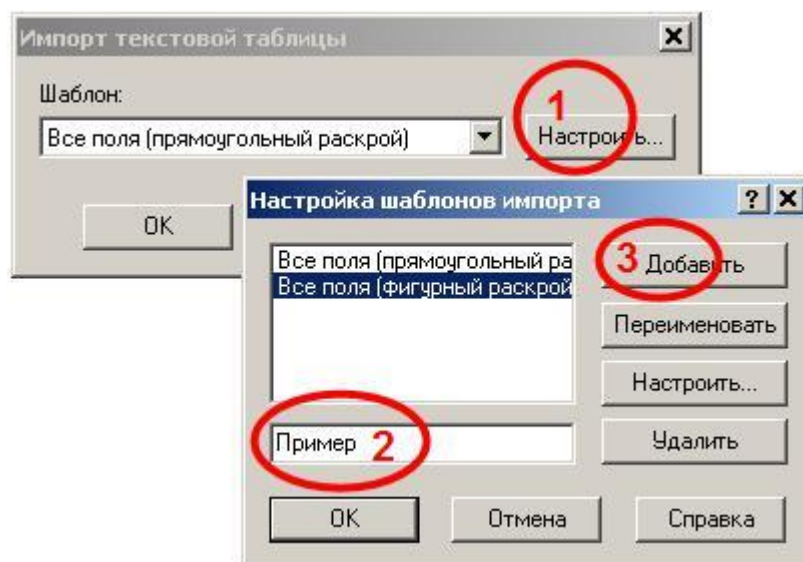 Импорт текстовой таблицы
Шаблон:
Все поля (прямоугольный раскрой)
1
Настроить...
OK
Настройка шаблонов импорта
Все поля (прямоугольный ра
Все поля (фигурный раскрой
3 Добавить
Переименовать
Настроить...
Пример 2
Удалить
OK
Отмена
Справка